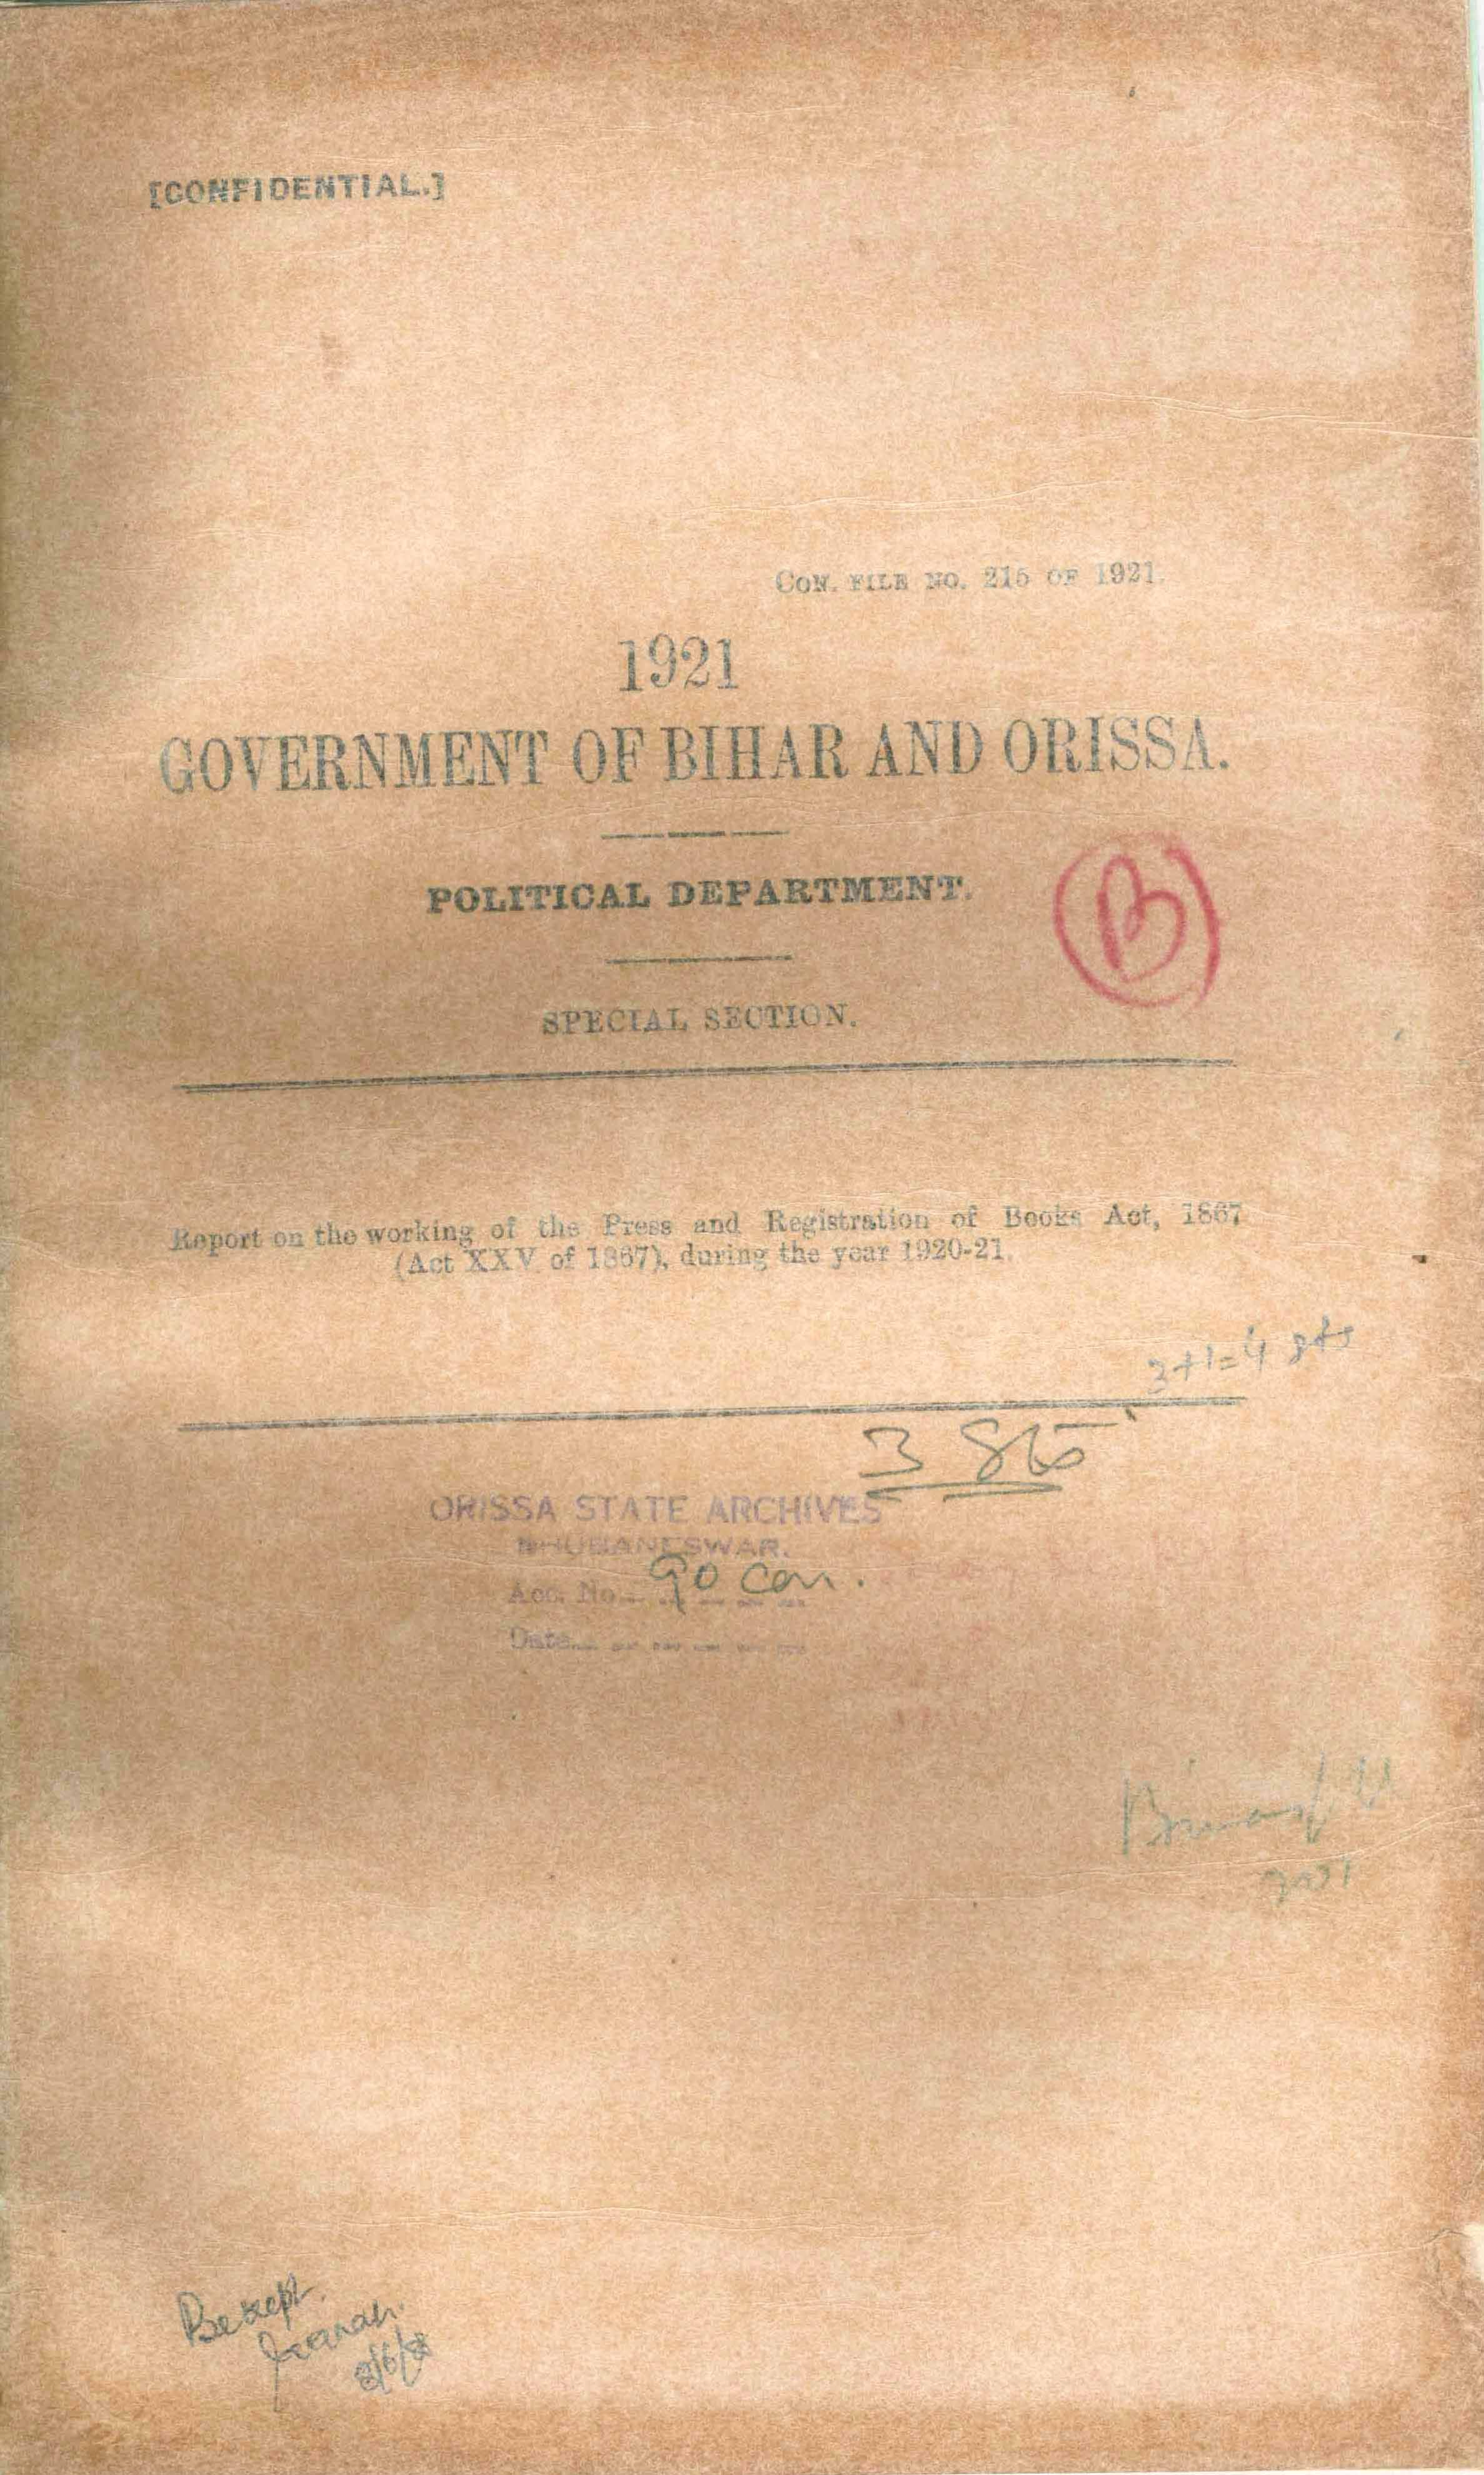 [CONFIDENTIAL.]
CON. FILE NO. 215 OF 1921.
1921
GOVERNMENT OF BIHAR AND ORISSA.
POLITICAL DEPARTMENT.
B
SPECIAL SECTION.
Report on the working of the Press and Registration of Books Act, 1867
(Act XXV of 1867), during the year 1920-21.
3+1=4
3
ORISSA STATE ARCHIVES
BHUBANESWAR.
Acc. No. 90 con.
Date
Be kept